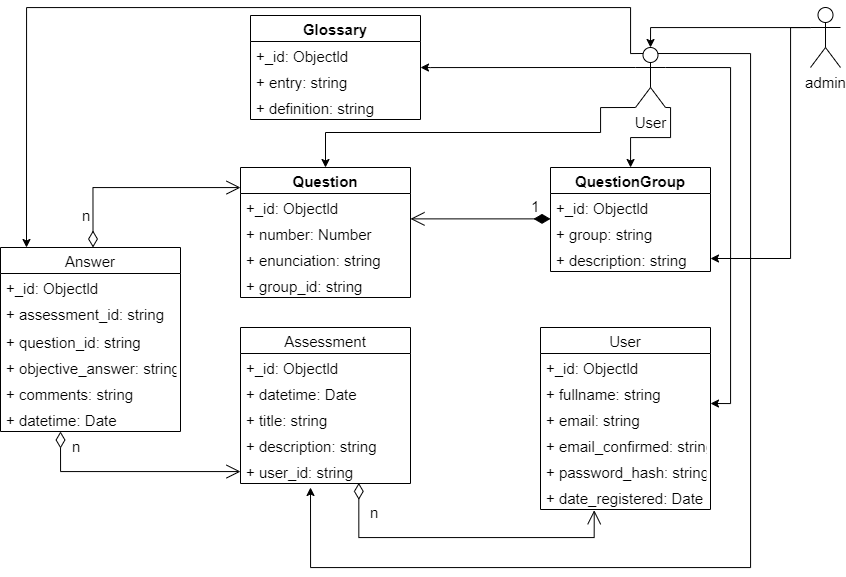 Glossary
+_id: ObjectId
+ entry: string
+ definition: string
admin
User
Question
+_id: ObjectId
+ number: Number
+ enunciation: string
+ group_id: string
1
QuestionGroup
+_id: ObjectId
+ group: string
+ description: string
n
Answer
+_id: ObjectId
+ assessment_id: string
+ question_id: string
+ objective_answer: string
+ comments: string
+ datetime: Date
n
Assessment
+_id: ObjectId
+ datetime: Date
+ title: string
+ description: string
+ user_id: string
n
User
+_id: ObjectId
+ fullname: string
+ email: string
+ email_confirmed: strin
+ password_hash: string
+ date_registered: Date